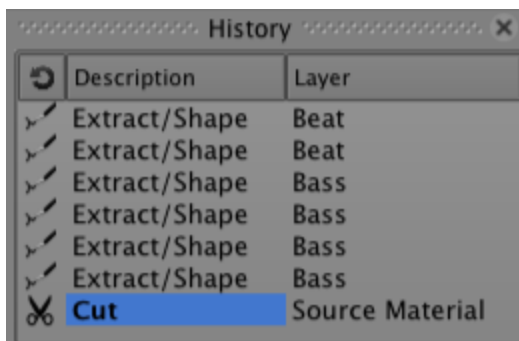 History
Description Layer
Extract/Shape Beat
Extract/Shape Beat
Extract/Shape Bass
Extract/Shape Bass
Extract/Shape Bass
Extract/Shape Bass
Cut Source Material